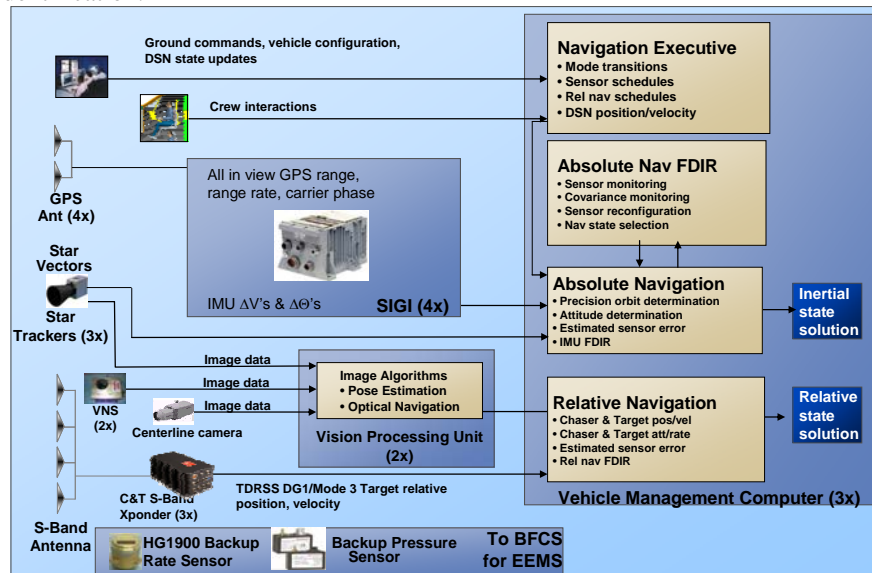 Ground commands, vehicle configuration,
DSN state updates
Crew interactions
Navigation Executive
• Mode transitions
• Sensor schedules
• Rel nav schedules
• DSN position/velocity
Absolute Nav FDIR
• Sensor monitoring
• Covariance monitoring
• Sensor reconfiguration
• Nav state selection
GPS
Ant (4x)
All in view GPS range,
range rate, carrier phase
IMU ΔV's & ΔΘ's
SIGI (4x)
Star
Vectors
Star
Trackers (3x)
Absolute Navigation
• Precision orbit determination
• Attitude determination
• Estimated sensor error
• IMU FDIR
Inertial
state
solution
Image data
Image data
Image data
VNS
(2x)
Centerline camera
Image Algorithms
• Pose Estimation
• Optical Navigation
Vision Processing Unit
(2x)
Relative Navigation
• Chaser & Target pos/vel
• Chaser & Target att/rate
• Estimated sensor error
• Rel nav FDIR
Relative
state
solution
Vehicle Management Computer (3x)
C&T S-Band
Xponder (3x)
TDRSS DG1/Mode 3 Target relative
position, velocity
S-Band
Antenna
HG1900 Backup
Rate Sensor
Backup Pressure
Sensor
To BFCS
for EEMS